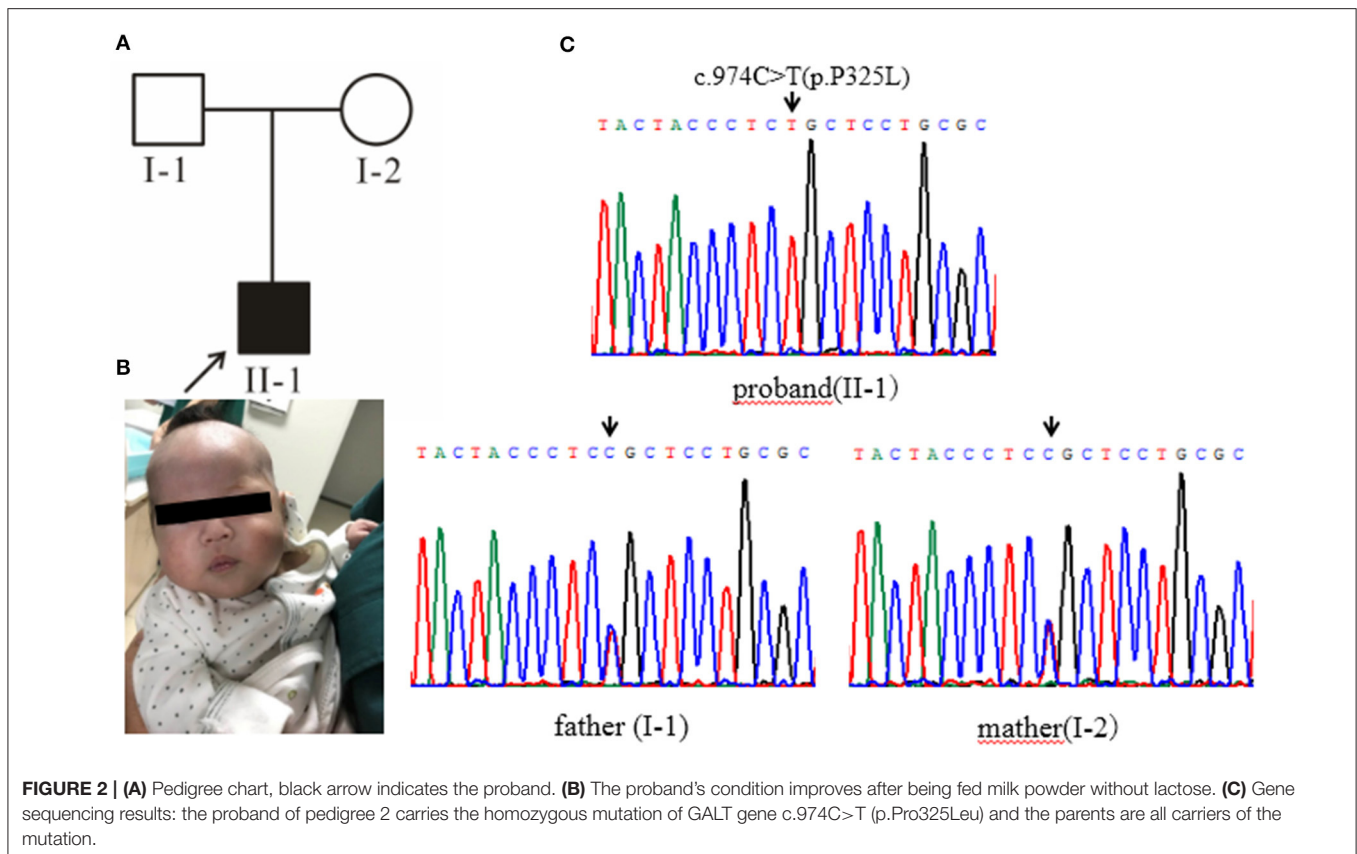 A
I-1
I-2
II-1
B
C
c.974C>T(p.P325L)
TACTACCCTCTGCTCCTGCGC
proband(II-1)
TACTACCCTCCGCTCCTGCGC
father (I-1)
TACTACCCTCCGCTCCTGCGC
mather(I-2)
FIGURE 2 | (A) Pedigree chart, black arrow indicates the proband. (B) The proband's condition improves after being fed milk powder without lactose. (C) Gene
sequencing results: the proband of pedigree 2 carries the homozygous mutation of GALT gene c.974C>T (p.Pro325Leu) and the parents are all carriers of the
mutation.